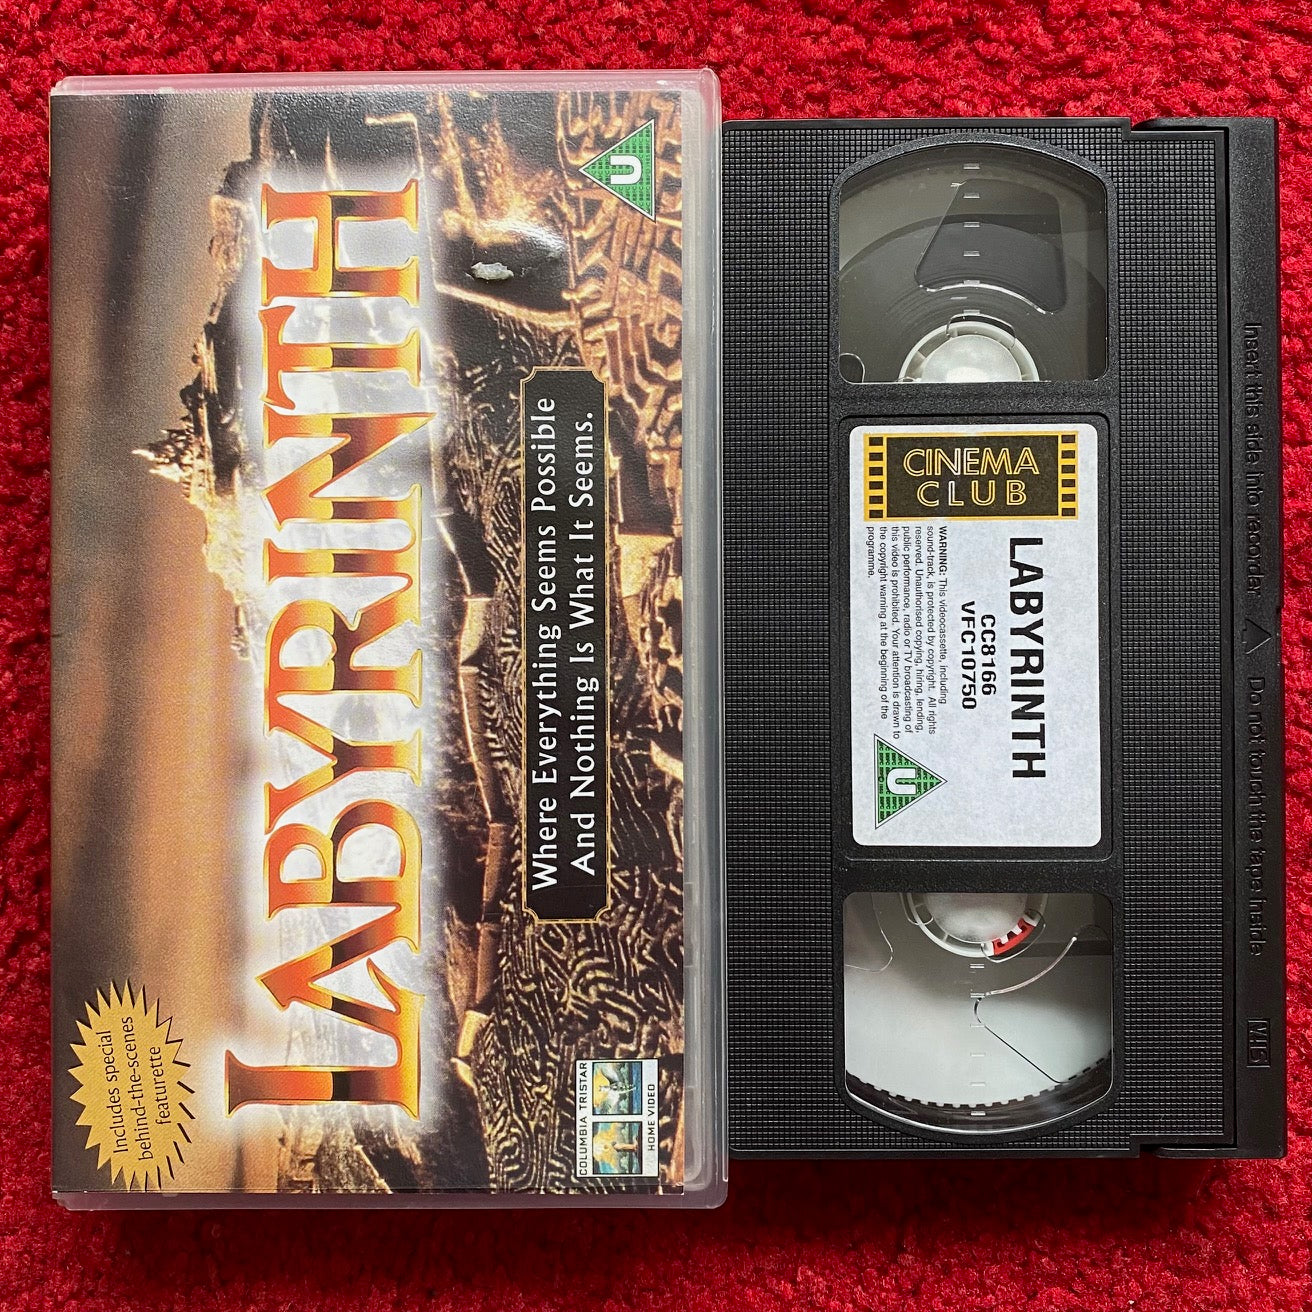 LABYRINTH
Where Everything Seems Possible
And Nothing Is What It Seems.
Includes special
behind-the-scenes
featurette
U
COLUMBIA TRISTAR
HOME VIDEO
CINEMA
CLUB
LABYRINTH
CC8166
VFC10750
WARNING: This videocassette, including
sound-track, is protected by copyright. All rights
reserved. Unauthorised copying, hiring, lending,
public performance, radio or TV broadcasting of
this video is prohibited. Your attention is drawn to
the copyright warning at the beginning of the
programme.
U
Insert this side into recorder △ Do not touch the tape inside
VHS